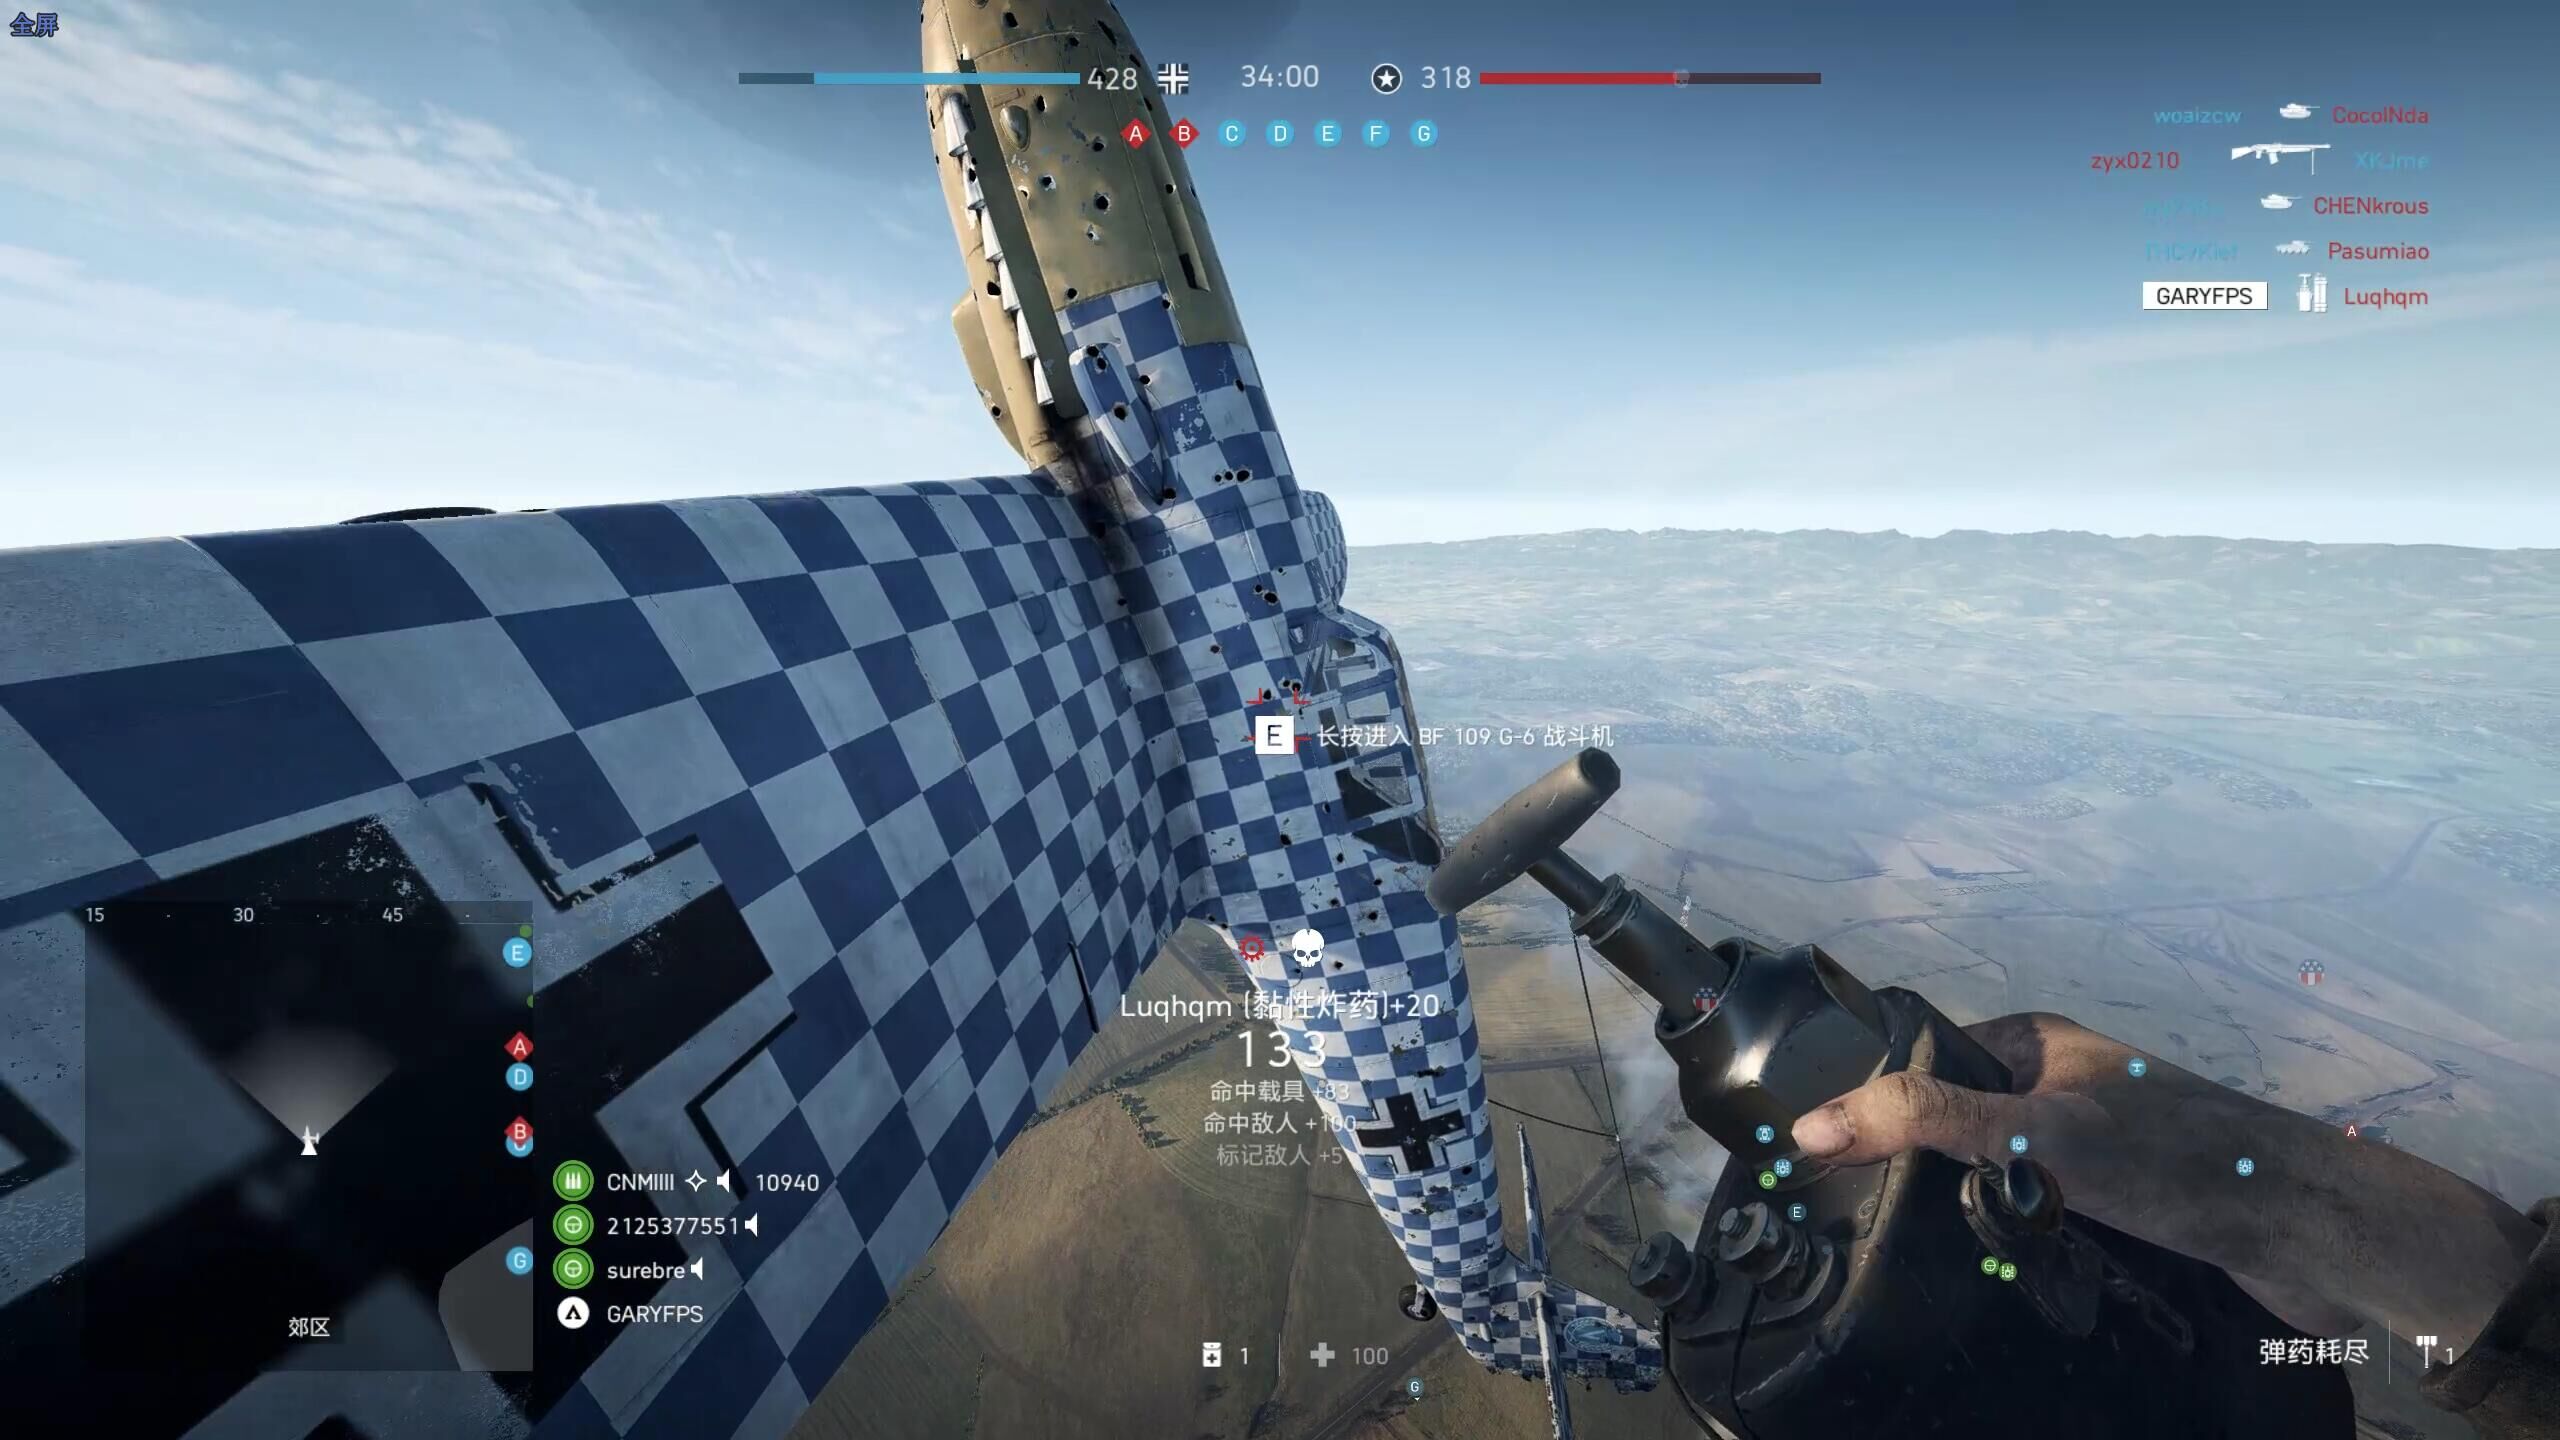 全屏
428 34:00 318
A B C D E F G
woaizcw CocolNda
zyx0210 XKJme
CHENkrous
THC7Kiet Pasumiao
GARYFPS Luqhqm
E 长按进入 BF 109 G-6 战斗机
15 30 45
E
A
D
B
G
郊区
CNMIIII 10940
2125377551
surebre
GARYFPS
Luqhqm [黏性炸药]+20
133
命中载具 +83
命中敌人 +100
标记敌人 +5
1 100
A
E
G
弹药耗尽 1